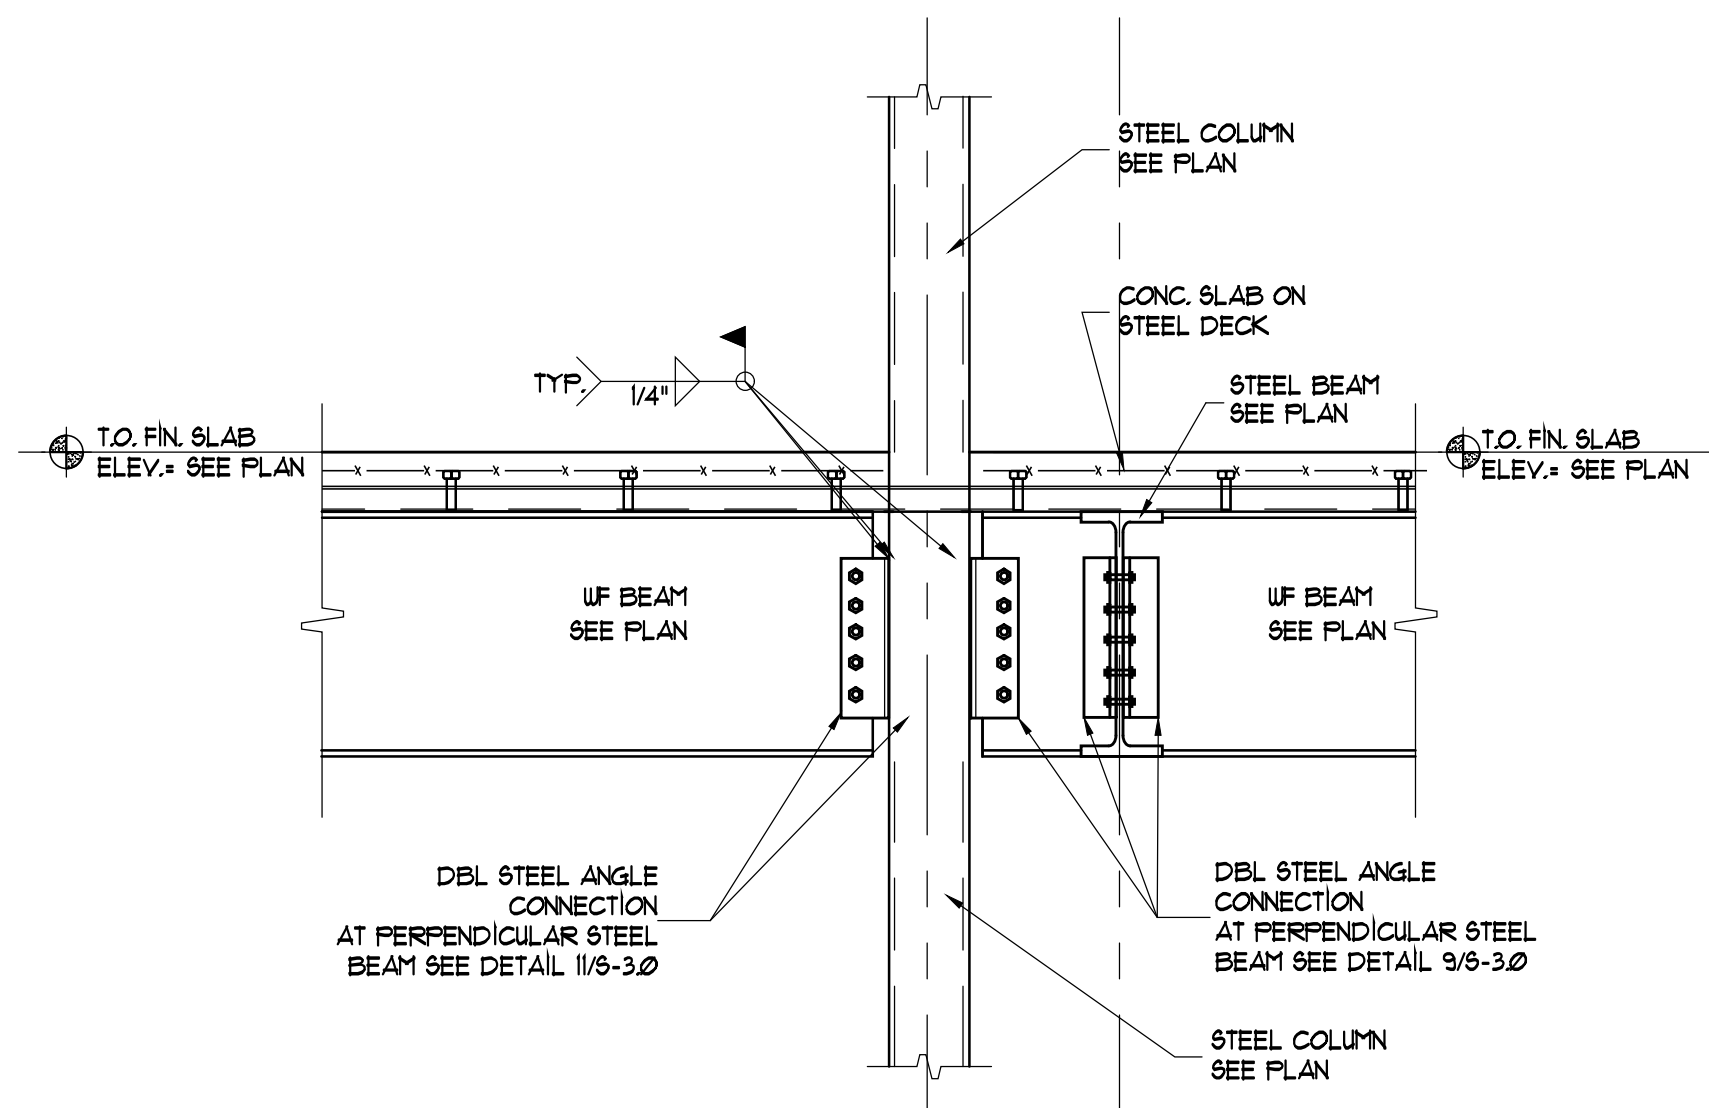 STEEL COLUMN
SEE PLAN
CONC. SLAB ON
STEEL DECK
TYP.
1/4"
STEEL BEAM
SEE PLAN
T.O. FIN. SLAB
ELEV.= SEE PLAN
T.O. FIN. SLAB
ELEV.= SEE PLAN
WF BEAM
SEE PLAN
WF BEAM
SEE PLAN
DBL STEEL ANGLE
CONNECTION
AT PERPENDICULAR STEEL
BEAM SEE DETAIL 11/S-3.0
DBL STEEL ANGLE
CONNECTION
AT PERPENDICULAR STEEL
BEAM SEE DETAIL 9/S-3.0
STEEL COLUMN
SEE PLAN